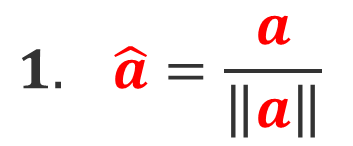 1. â = a / ‖a‖